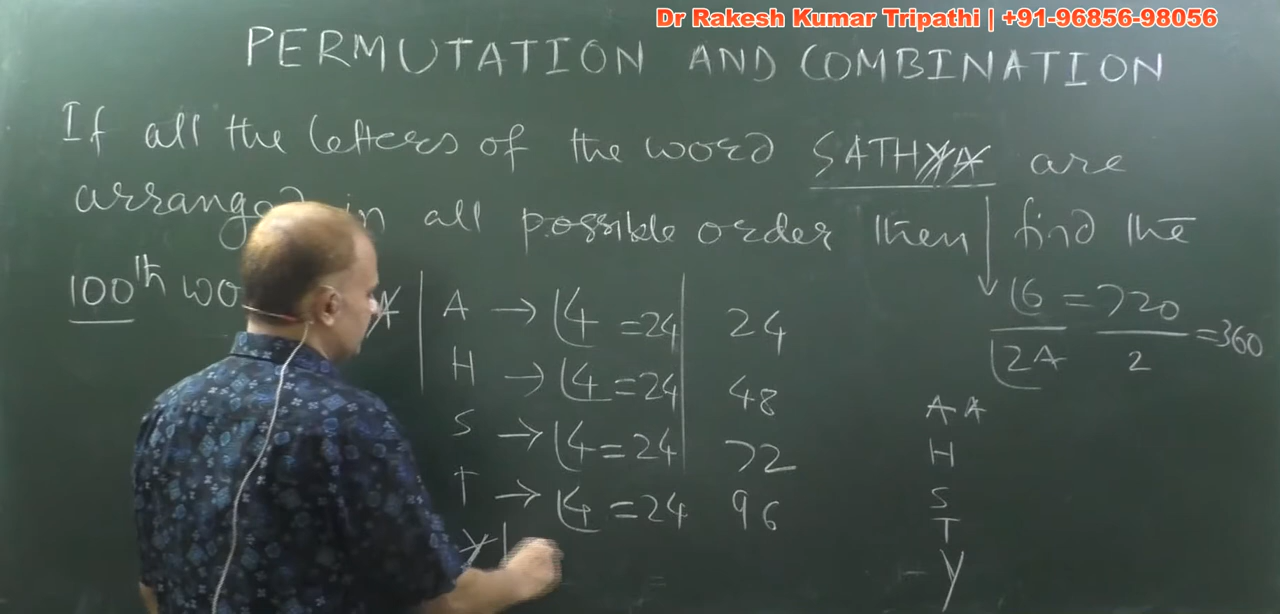 Dr Rakesh Kumar Tripathi | +91-96856-98056
PERMUTATION AND COMBINATION
If all the letters of the word SATHYA are
arranged in all possible order then find the
100th
A | A → 4 = 24 | 24
H → 4 = 24 | 48
S → 4 = 24 | 72
T → 4 = 24 96
Y |
6 = 720
2A 2 = 360
A A
H
S
T
Y